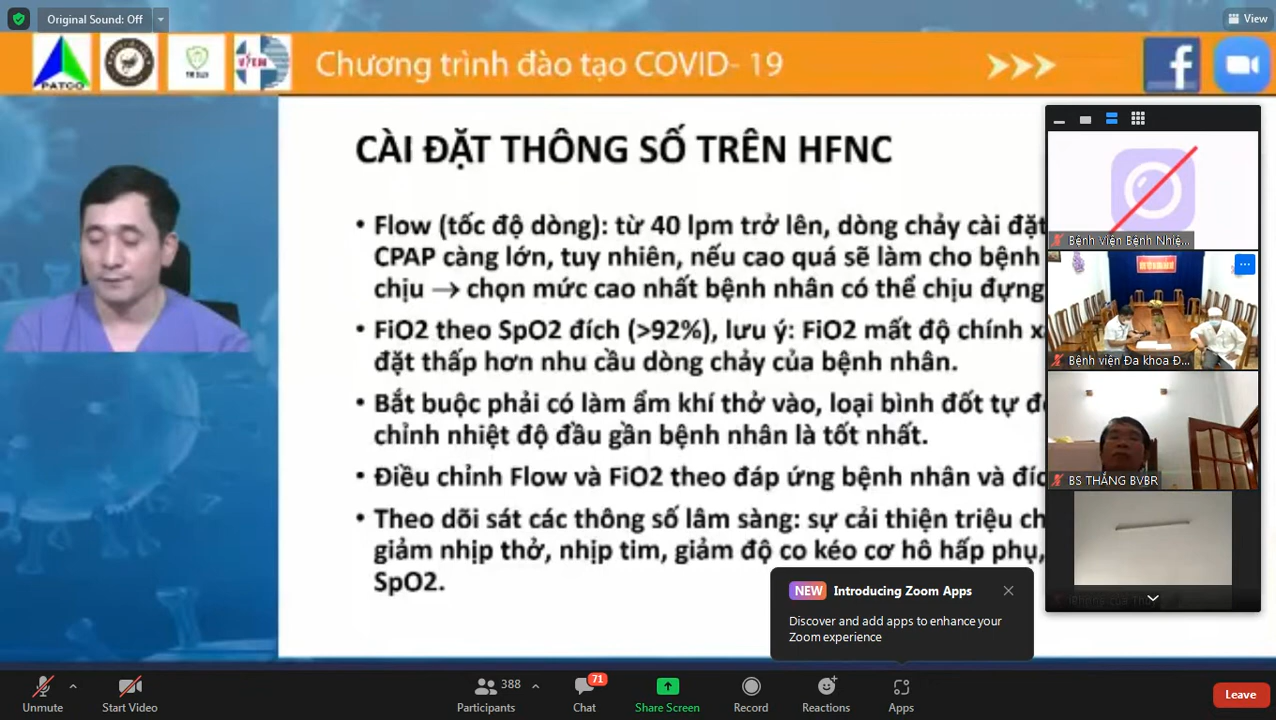 Original Sound: Off
View
PATCO
VSEM
Chương trình đào tạo COVID- 19
CÀI ĐẶT THÔNG SỐ TRÊN HFNC
• Flow (tốc độ dòng): từ 40 lpm trở lên, dòng chảy cài đặt
CPAP càng lớn, tuy nhiên, nếu cao quá sẽ làm cho bệnh
chịu → chọn mức cao nhất bệnh nhân có thể chịu đựng
• FiO2 theo SpO2 đích (>92%), lưu ý: FiO2 mất độ chính x
đặt thấp hơn nhu cầu dòng chảy của bệnh nhân.
• Bắt buộc phải có làm ẩm khí thở vào, loại bình đốt tự đ
chỉnh nhiệt độ đầu gần bệnh nhân là tốt nhất.
• Điều chỉnh Flow và FiO2 theo đáp ứng bệnh nhân và đíc
• Theo dõi sát các thông số lâm sàng: sự cải thiện triệu ch
giảm nhịp thở, nhịp tim, giảm độ co kéo cơ hô hấp phụ,
SpO2.
Bệnh Viện Bệnh Nhiệ...
Bệnh viện Đa khoa Đ...
BS THẮNG BVBR
NEW Introducing Zoom Apps
Discover and add apps to enhance your
Zoom experience
Unmute
Start Video
388
Participants
71
Chat
Share Screen
Record
Reactions
Apps
Leave